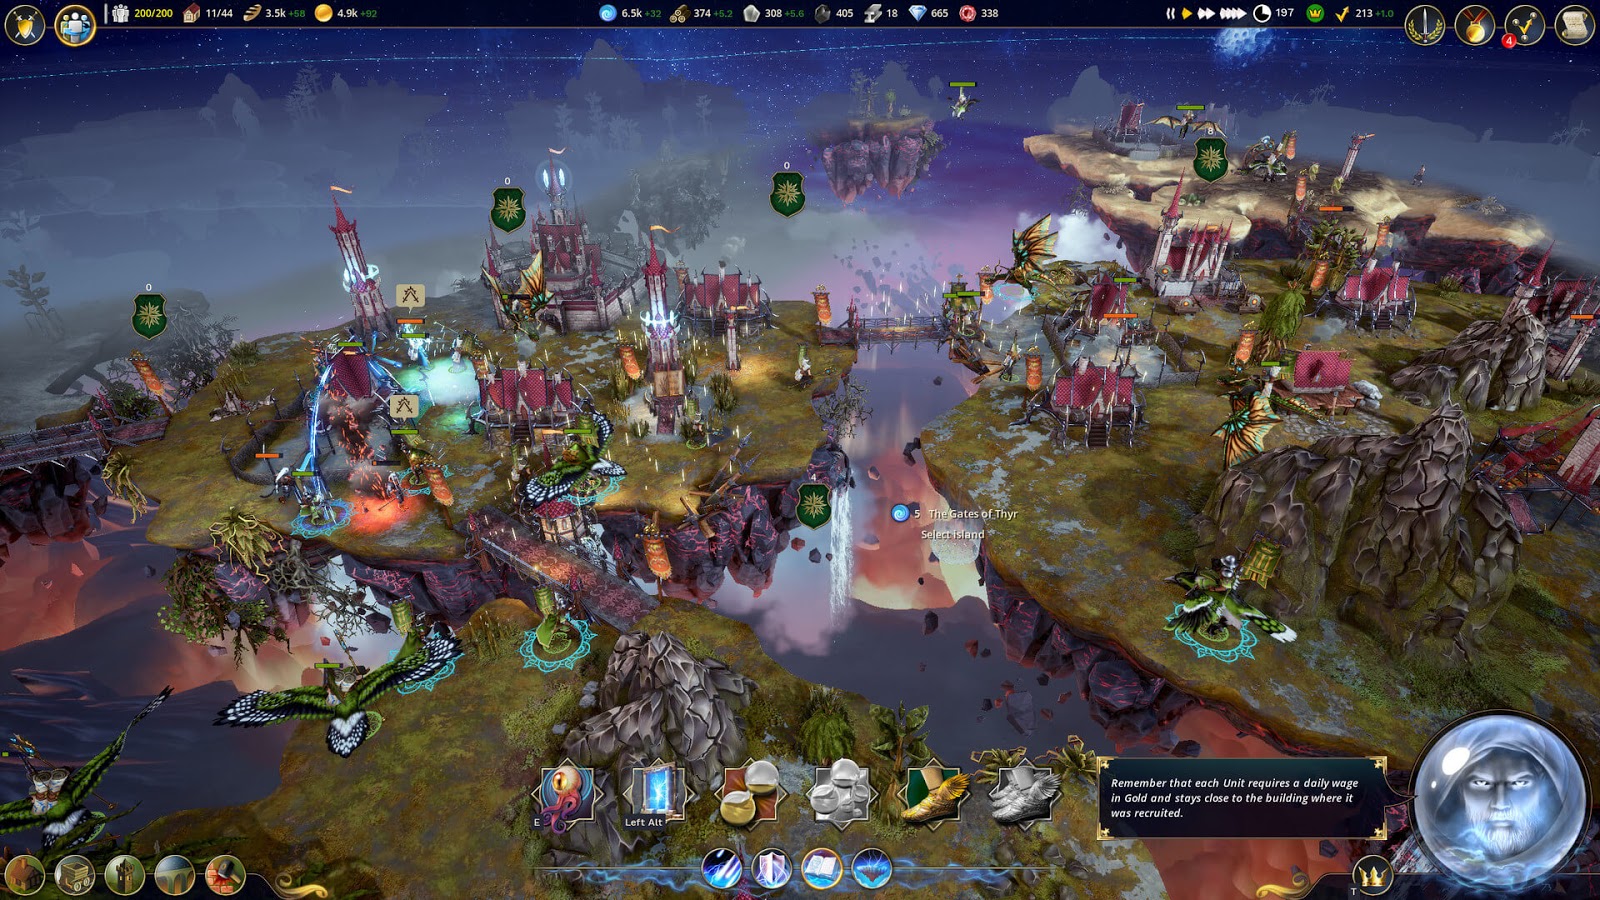 200/200
11/44
3.5k +58
4.9k +92
6.5k +32
374 +5.2
308 +5.6
405
18
665
338
197
213 +1.0
4
0
0
0
8
4
5 The Gates of Thyr
Select island
E
Left Alt
Remember that each Unit requires a daily wage
in Gold and stays close to the building where it
was recruited.
T